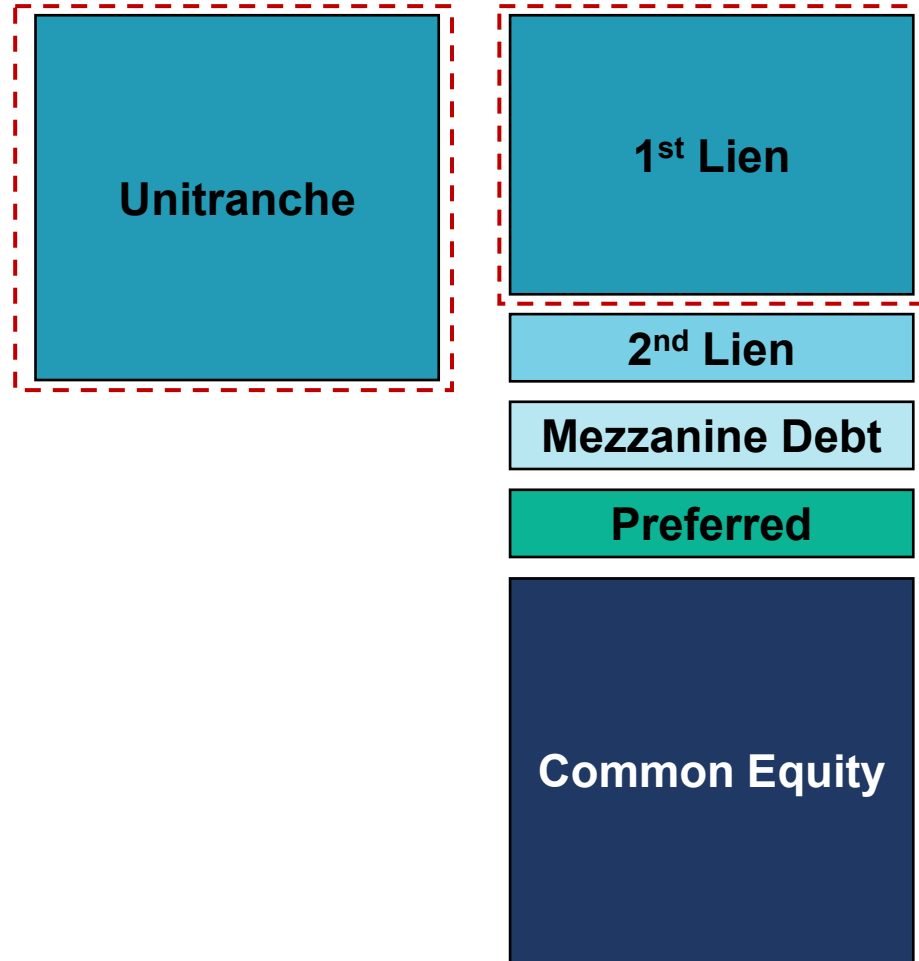 Unitranche
1st Lien
2nd Lien
Mezzanine Debt
Preferred
Common Equity